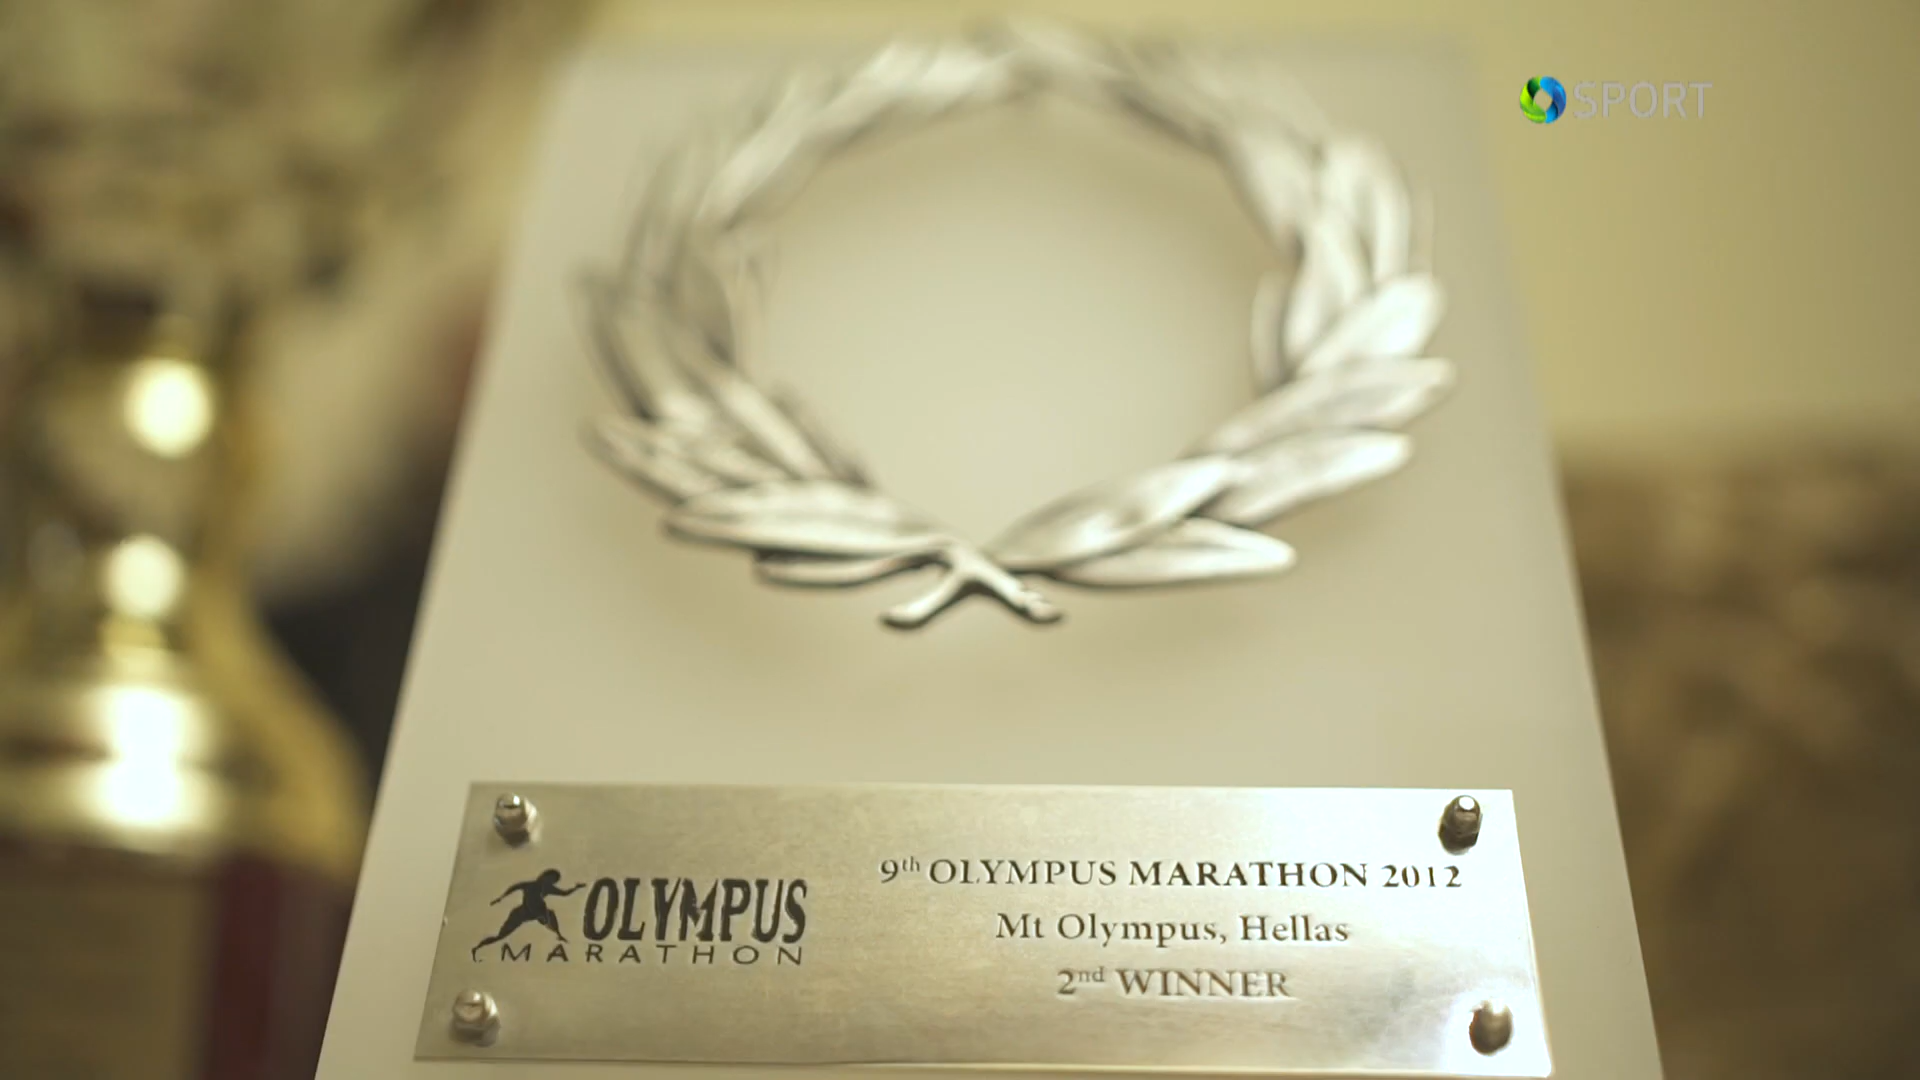 SPORT
OLYMPUS
MARATHON
9th OLYMPUS MARATHON 2012
Mt Olympus, Hellas
2nd WINNER